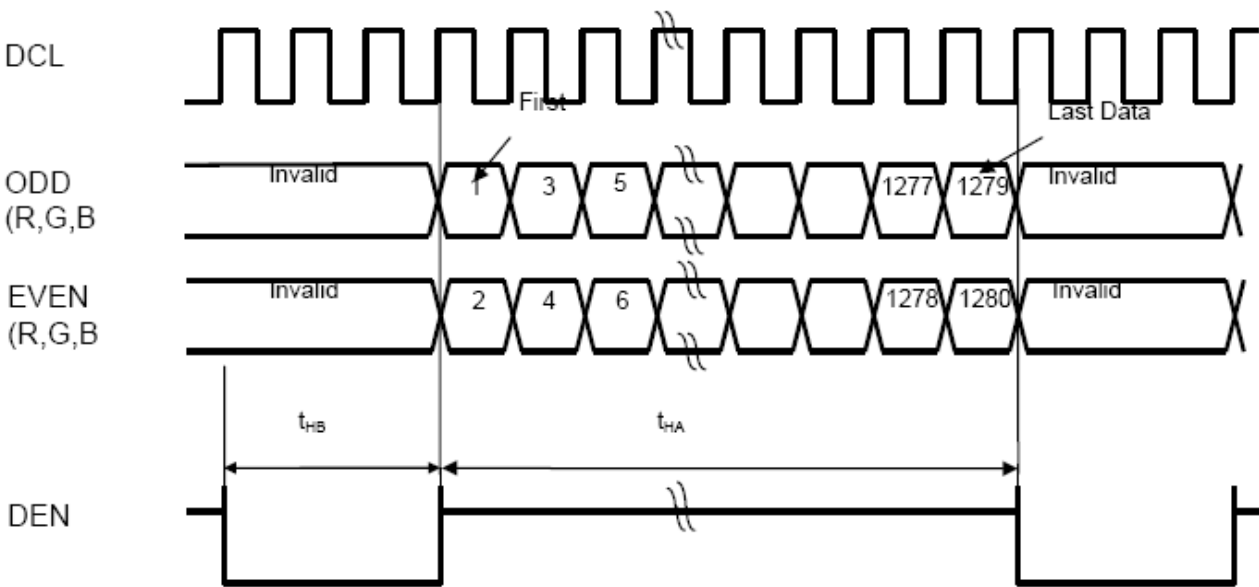 DCL
First
Last Data
ODD
(R,G,B
Invalid
1 3 5 1277 1279
Invalid
EVEN
(R,G,B
Invalid
2 4 6 1278 1280
Invalid
tHB
tHA
DEN